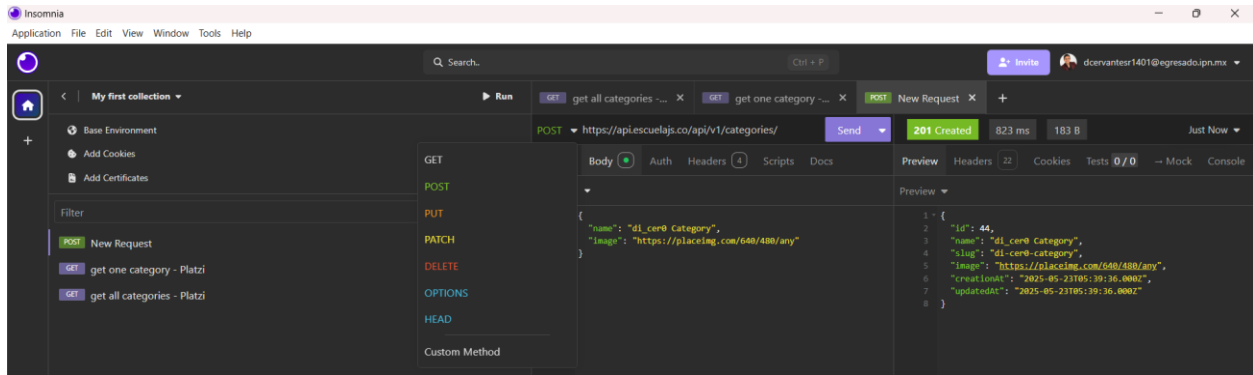 Insomnia
Application File Edit View Window Tools Help
Search.. Ctrl + P
Invite
dcervantesr1401@egresado.ipn.mx
My first collection
Run
Base Environment
Add Cookies
Add Certificates
Filter
POST New Request
GET get one category - Platzi
GET get all categories - Platzi
GET
POST
PUT
PATCH
DELETE
OPTIONS
HEAD
Custom Method
GET get all categories -... GET get one category -... POST New Request
POST https://api.escuelajs.co/api/v1/categories/ Send
Body Auth Headers 4 Scripts Docs
{
"name": "di_cer0 Category",
"image": "https://placeimg.com/640/480/any"
}
201 Created 823 ms 183 B Just Now
Preview Headers 22 Cookies Tests 0 / 0 → Mock Console
Preview
1 {
2 "id": 44,
3 "name": "di_cer0 Category",
4 "slug": "di-cer0-category",
5 "image": "https://placeimg.com/640/480/any",
6 "creationAt": "2025-05-23T05:39:36.000Z",
7 "updatedAt": "2025-05-23T05:39:36.000Z"
8 }